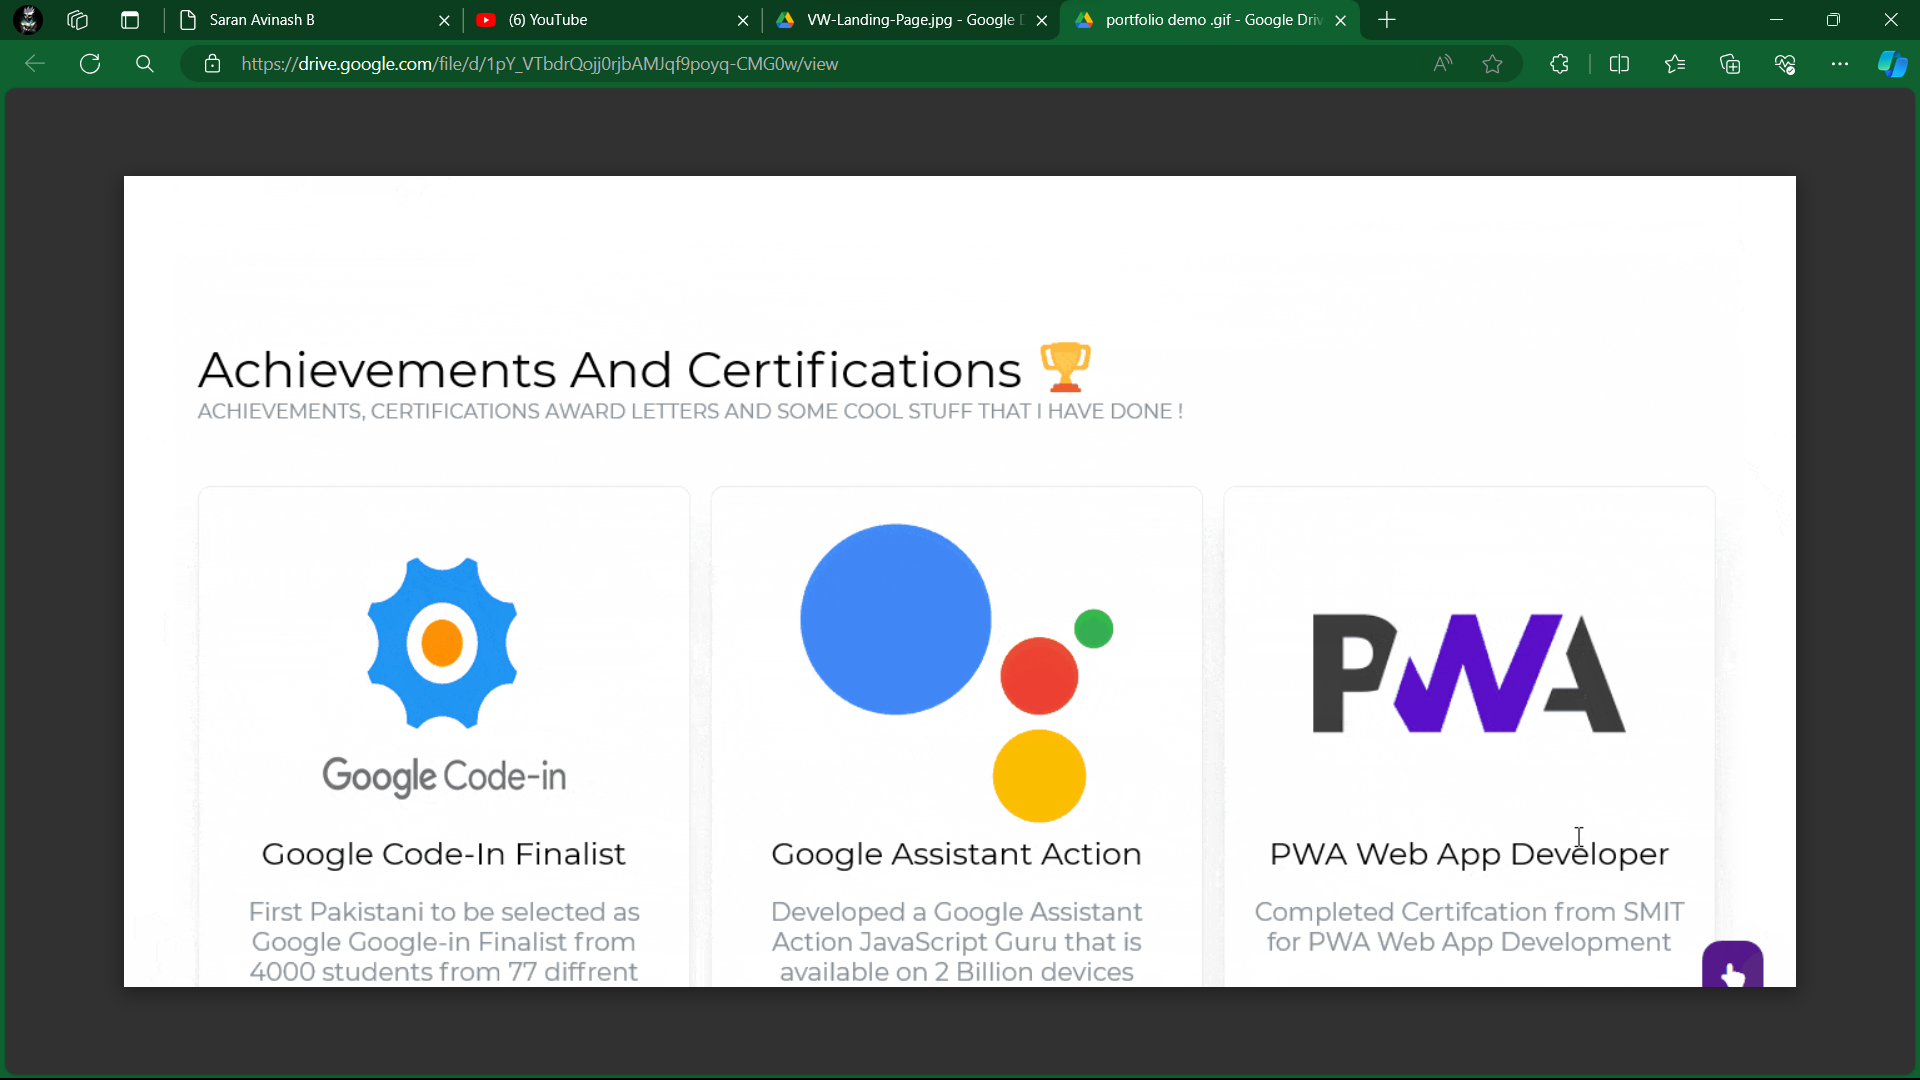 Saran Avinash B
(6) YouTube
VW-Landing-Page.jpg - Google
portfolio demo .gif - Google Driv
https://drive.google.com/file/d/1pY_VTbdrQojj0rjbAMJqf9poyq-CMG0w/view
Achievements And Certifications 🏆
ACHIEVEMENTS, CERTIFICATIONS AWARD LETTERS AND SOME COOL STUFF THAT I HAVE DONE !
Google Code-in
PWA
Google Code-In Finalist
First Pakistani to be selected as
Google Google-in Finalist from
4000 students from 77 diffrent
Google Assistant Action
Developed a Google Assistant
Action JavaScript Guru that is
available on 2 Billion devices
PWA Web App Developer
Completed Certifcation from SMIT
for PWA Web App Development